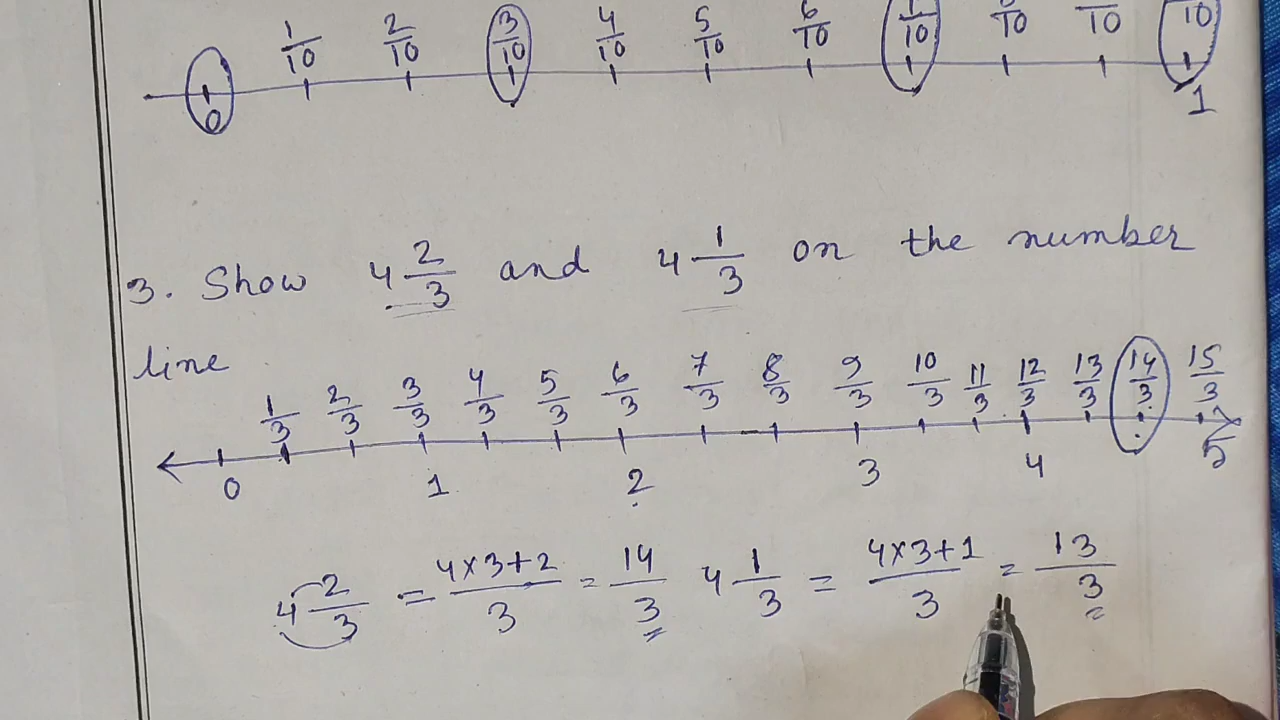 1/10 2/10 3/10 4/10 5/10 6/10 /10 /10 /10 10
0 1
3. Show 4 2/3 and 4 1/3 on the number
line
1/3 2/3 3/3 4/3 5/3 6/3 7/3 8/3 9/3 10/3 11/3 12/3 13/3 14/3 15/3
0 1 2 3 4 5
4 2/3 = 4×3+2/3 = 14/3 4 1/3 = 4×3+1/3 = 13/3